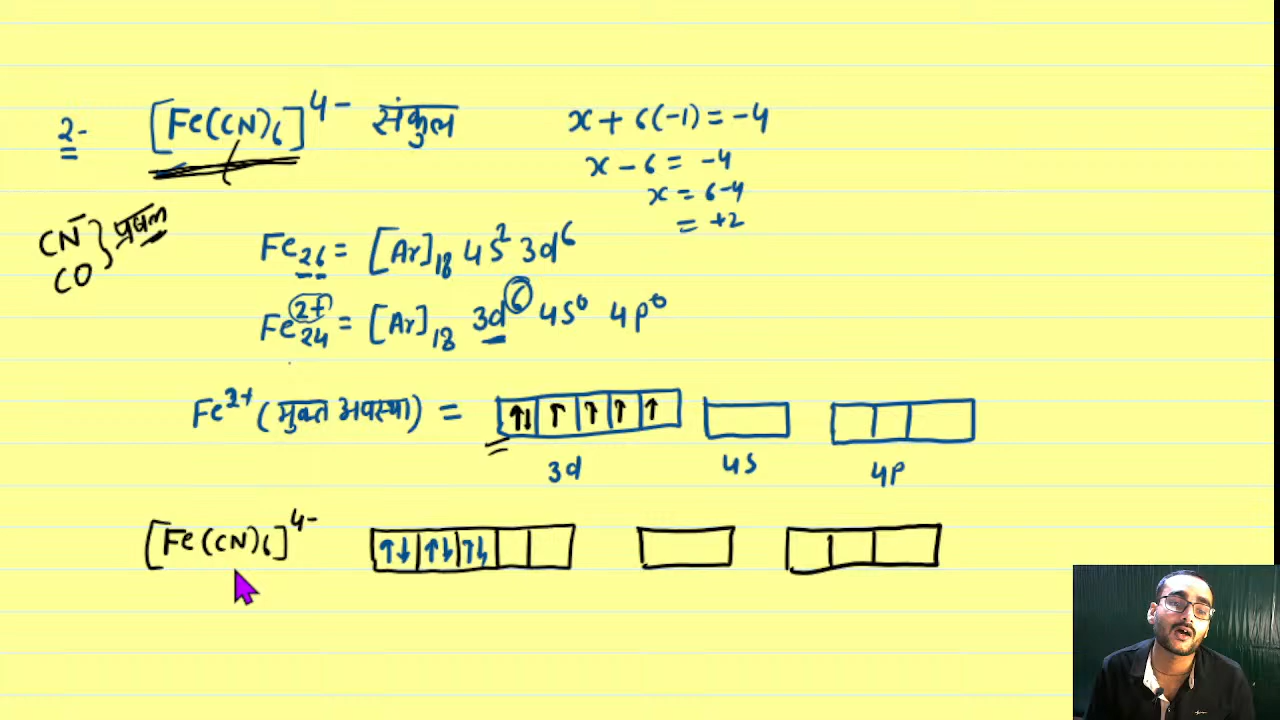 2- [Fe(CN)6]⁴⁻ संकुल
x + 6(-1) = -4
x - 6 = -4
x = 6-4
= +2
CN⁻
CO } प्रबल
Fe₂₆ = [Ar]₁₈ 4S² 3d⁶
Fe²⁺₂₄ = [Ar]₁₈ 3d⁶ 4S⁰ 4P⁰
Fe²⁺ (मुक्त अवस्था) = ↑↓ ↑ ↑ ↑ ↑
3d 4S 4P
[Fe(CN)6]⁴⁻ ↑↓ ↑↓ ↑↓